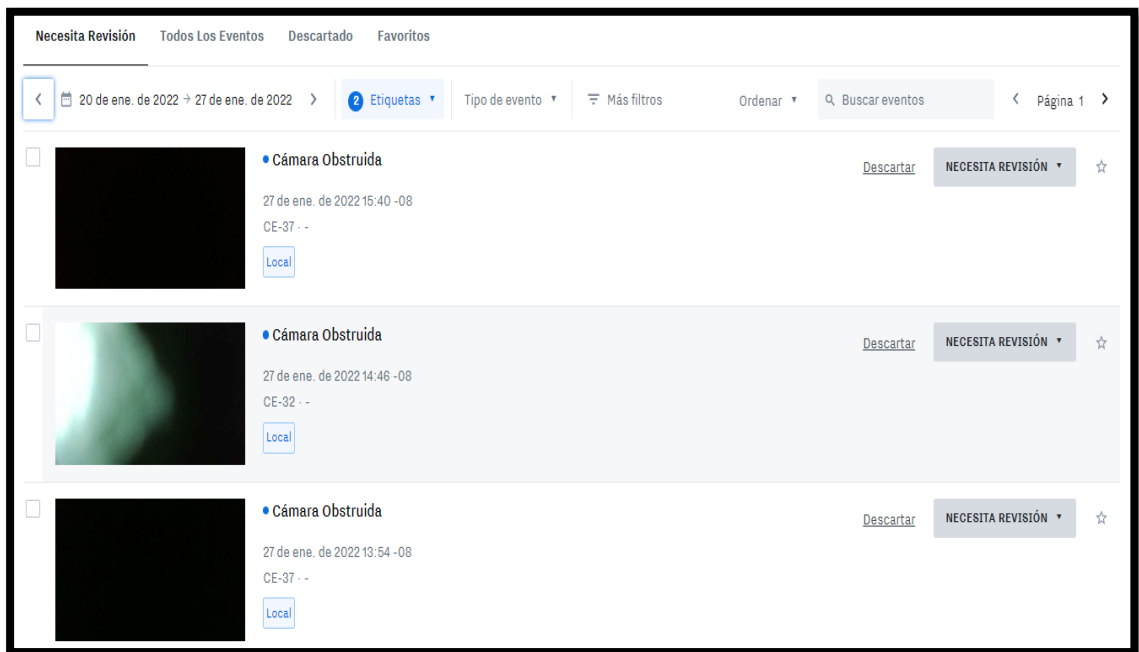 Necesita Revisión Todos Los Eventos Descartado Favoritos
20 de ene. de 2022 → 27 de ene. de 2022 2 Etiquetas Tipo de evento Más filtros Ordenar Buscar eventos Página 1
Cámara Obstruida Descartar NECESITA REVISIÓN
27 de ene. de 2022 15:40 -08
CE-37 · -
Local
Cámara Obstruida Descartar NECESITA REVISIÓN
27 de ene. de 2022 14:46 -08
CE-32 · -
Local
Cámara Obstruida Descartar NECESITA REVISIÓN
27 de ene. de 2022 13:54 -08
CE-37 · -
Local